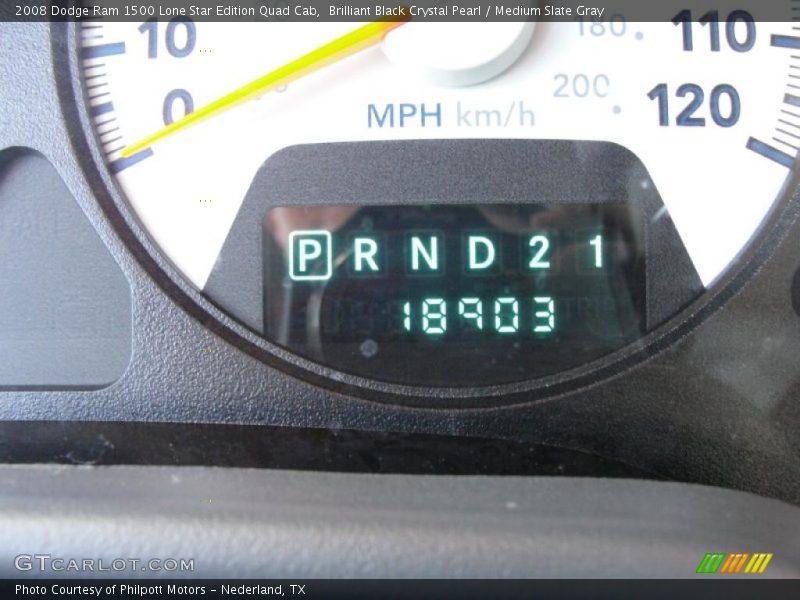 2008 Dodge Ram 1500 Lone Star Edition Quad Cab, Brilliant Black Crystal Pearl / Medium Slate Gray
10 180 110
0 200 120
MPH km/h
P R N D 2 1
18903
GTCARLOT.COM
Photo Courtesy of Philpott Motors - Nederland, TX